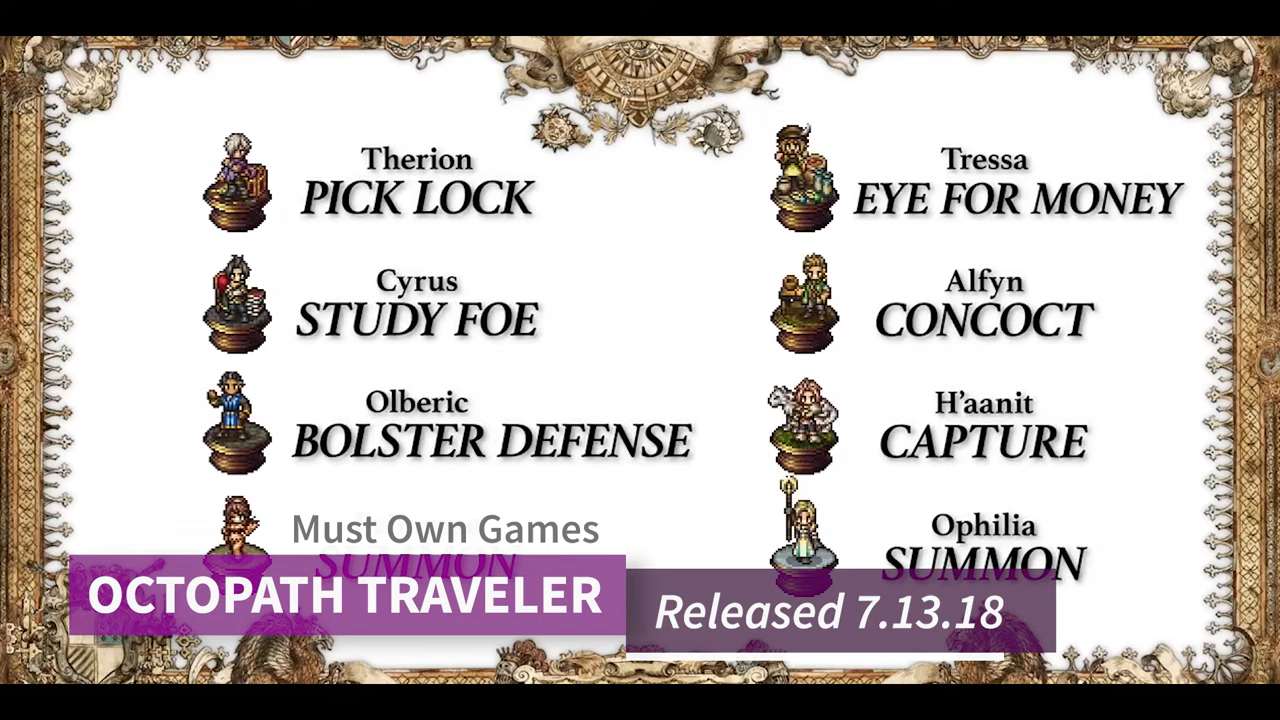 Therion
PICK LOCK
Tressa
EYE FOR MONEY
Cyrus
STUDY FOE
Alfyn
CONCOCT
Olberic
BOLSTER DEFENSE
H'aanit
CAPTURE
Must Own Games
SUMMON
Ophilia
SUMMON
OCTOPATH TRAVELER
Released 7.13.18